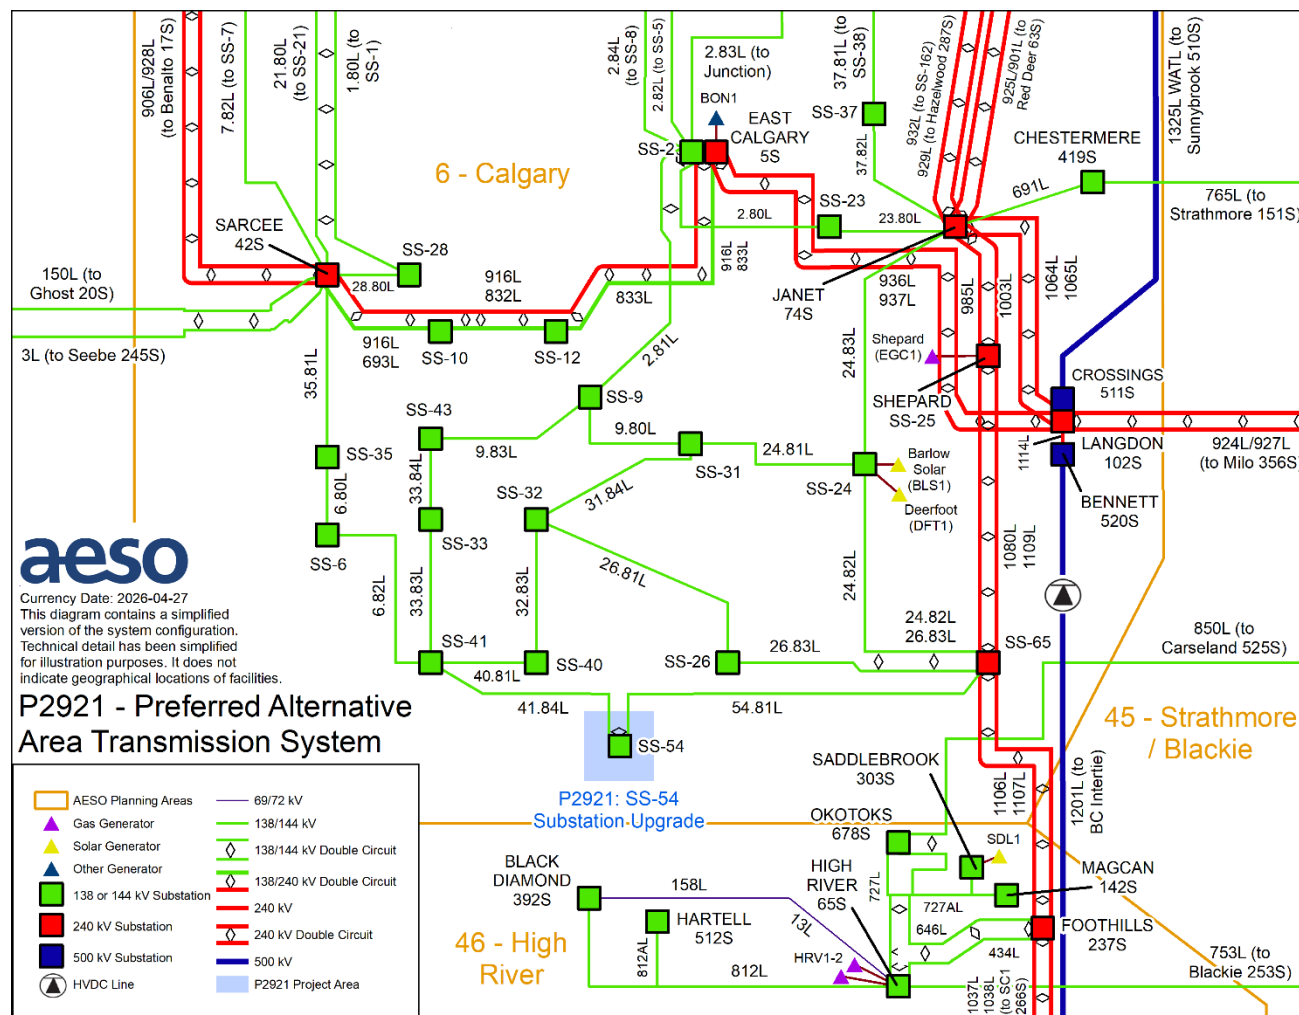 906L/928L
(to Benalto 17S)
7.82L (to SS-7)
21.80L
(to SS-21)
1.80L (to
SS-1)
2.84L
(to SS-8)
2.82L (to SS-5)
2.83L (to
Junction)
37.81L (to
SS-38)
932L (to SS-162)
929L (to Hazelwood 287S)
925L/901L (to
Red Deer 63S)
1325L WATL (to
Sunnybrook 510S)
BON1
EAST
CALGARY
5S
SS-2
SS-37
37.82L
CHESTERMERE
419S
691L
765L (to
Strathmore 151S)
6 - Calgary
SARCEE
42S
SS-28
28.80L
150L (to
Ghost 20S)
3L (to Seebe 245S)
SS-23
2.80L
23.80L
916L
833L
916L
832L
833L
JANET
74S
936L
937L
985L
1003L
1064L
1065L
916L
693L
SS-10
SS-12
35.81L
2.81L
24.83L
Shepard
(EGC1)
SHEPARD
SS-25
CROSSINGS
511S
LANGDON
102S
1114L
924L/927L
(to Milo 356S)
BENNETT
520S
SS-9
SS-43
9.83L
9.80L
SS-31
24.81L
SS-24
Barlow
Solar
(BLS1)
Deerfoot
(DFT1)
SS-35
6.80L
SS-6
33.84L
SS-33
SS-32
31.84L
26.81L
1080L
1109L
aeso
Currency Date: 2026-04-27
This diagram contains a simplified
version of the system configuration.
Technical detail has been simplified
for illustration purposes. It does not
indicate geographical locations of facilities.
6.82L
33.83L
32.83L
24.82L
24.82L
26.83L
SS-65
850L (to
Carseland 525S)
SS-41
40.81L
SS-40
SS-26
26.83L
41.84L
54.81L
SS-54
P2921 - Preferred Alternative
Area Transmission System
P2921: SS-54
Substation Upgrade
45 - Strathmore
/ Blackie
SADDLEBROOK
303S
1106L
1107L
1201L (to
BC Intertie)
OKOTOKS
678S
SDL1
MAGCAN
142S
BLACK
DIAMOND
392S
158L
13L
HIGH
RIVER
65S
727L
727AL
646L
434L
FOOTHILLS
237S
46 - High
River
HARTELL
512S
812AL
812L
HRV1-2
1037L
1038L
(to SC1
266S)
753L (to
Blackie 253S)
AESO Planning Areas
Gas Generator
Solar Generator
Other Generator
138 or 144 kV Substation
240 kV Substation
500 kV Substation
HVDC Line
69/72 kV
138/144 kV
138/144 kV Double Circuit
138/240 kV Double Circuit
240 kV
240 kV Double Circuit
500 kV
P2921 Project Area